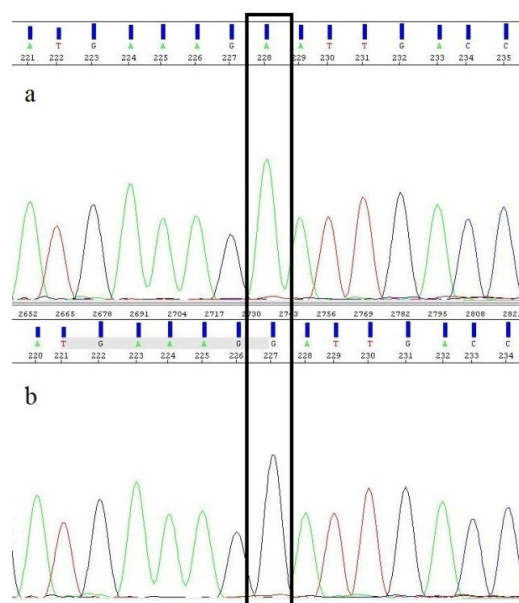 A T G A A A G A A T T G A C C
221 222 223 224 225 226 227 228 229 230 231 232 233 234 235
a
2652 2665 2678 2691 2704 2717 2730 2743 2756 2769 2782 2795 2808
A T G A A A G G A T T G A C C
220 221 222 223 224 225 226 227 228 229 230 231 232 233 234
b